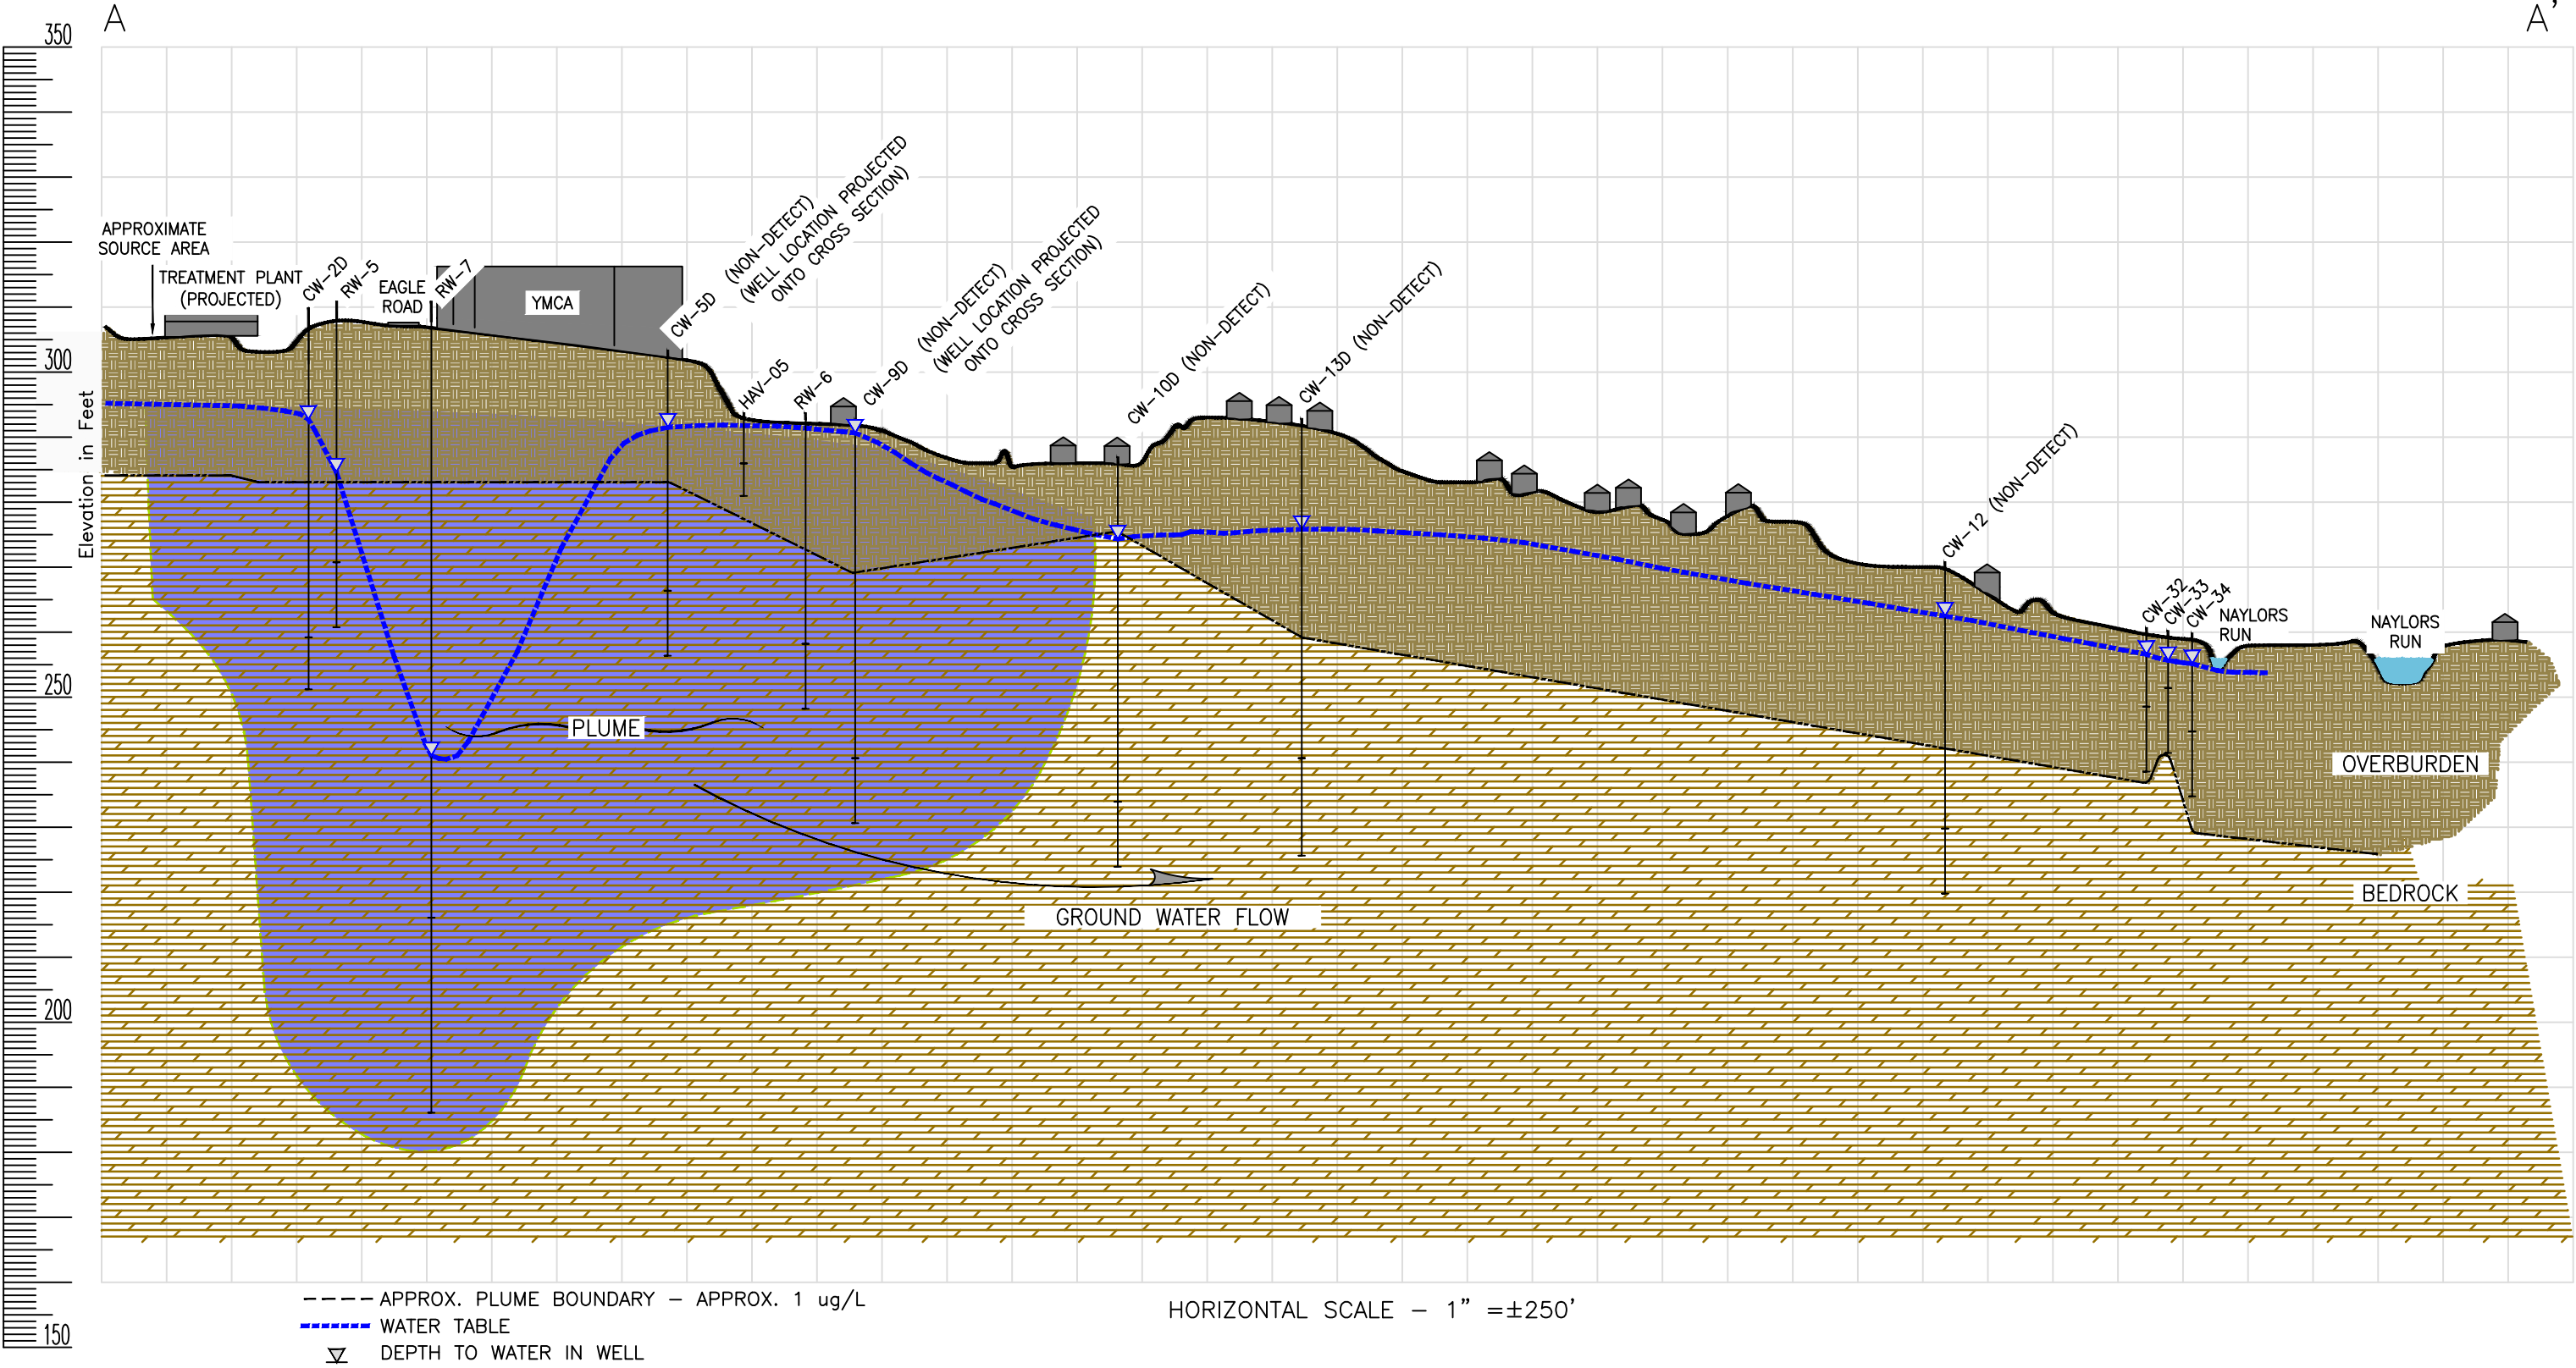 A
A'
350
300
250
200
150
Elevation in Feet
APPROXIMATE
SOURCE AREA
TREATMENT PLANT
(PROJECTED)
CW-2D
RW-5
EAGLE
ROAD
RW-7
YMCA
CW-5D
(NON-DETECT)
(WELL LOCATION PROJECTED
ONTO CROSS SECTION)
HAV-05
RW-6
CW-9D
(NON-DETECT)
(WELL LOCATION PROJECTED
ONTO CROSS SECTION)
CW-10D (NON-DETECT)
CW-13D (NON-DETECT)
CW-12 (NON-DETECT)
CW-32
CW-33
CW-34
NAYLORS
RUN
NAYLORS
RUN
PLUME
OVERBURDEN
BEDROCK
GROUND WATER FLOW
APPROX. PLUME BOUNDARY - APPROX. 1 ug/L
WATER TABLE
DEPTH TO WATER IN WELL
HORIZONTAL SCALE - 1" =±250'